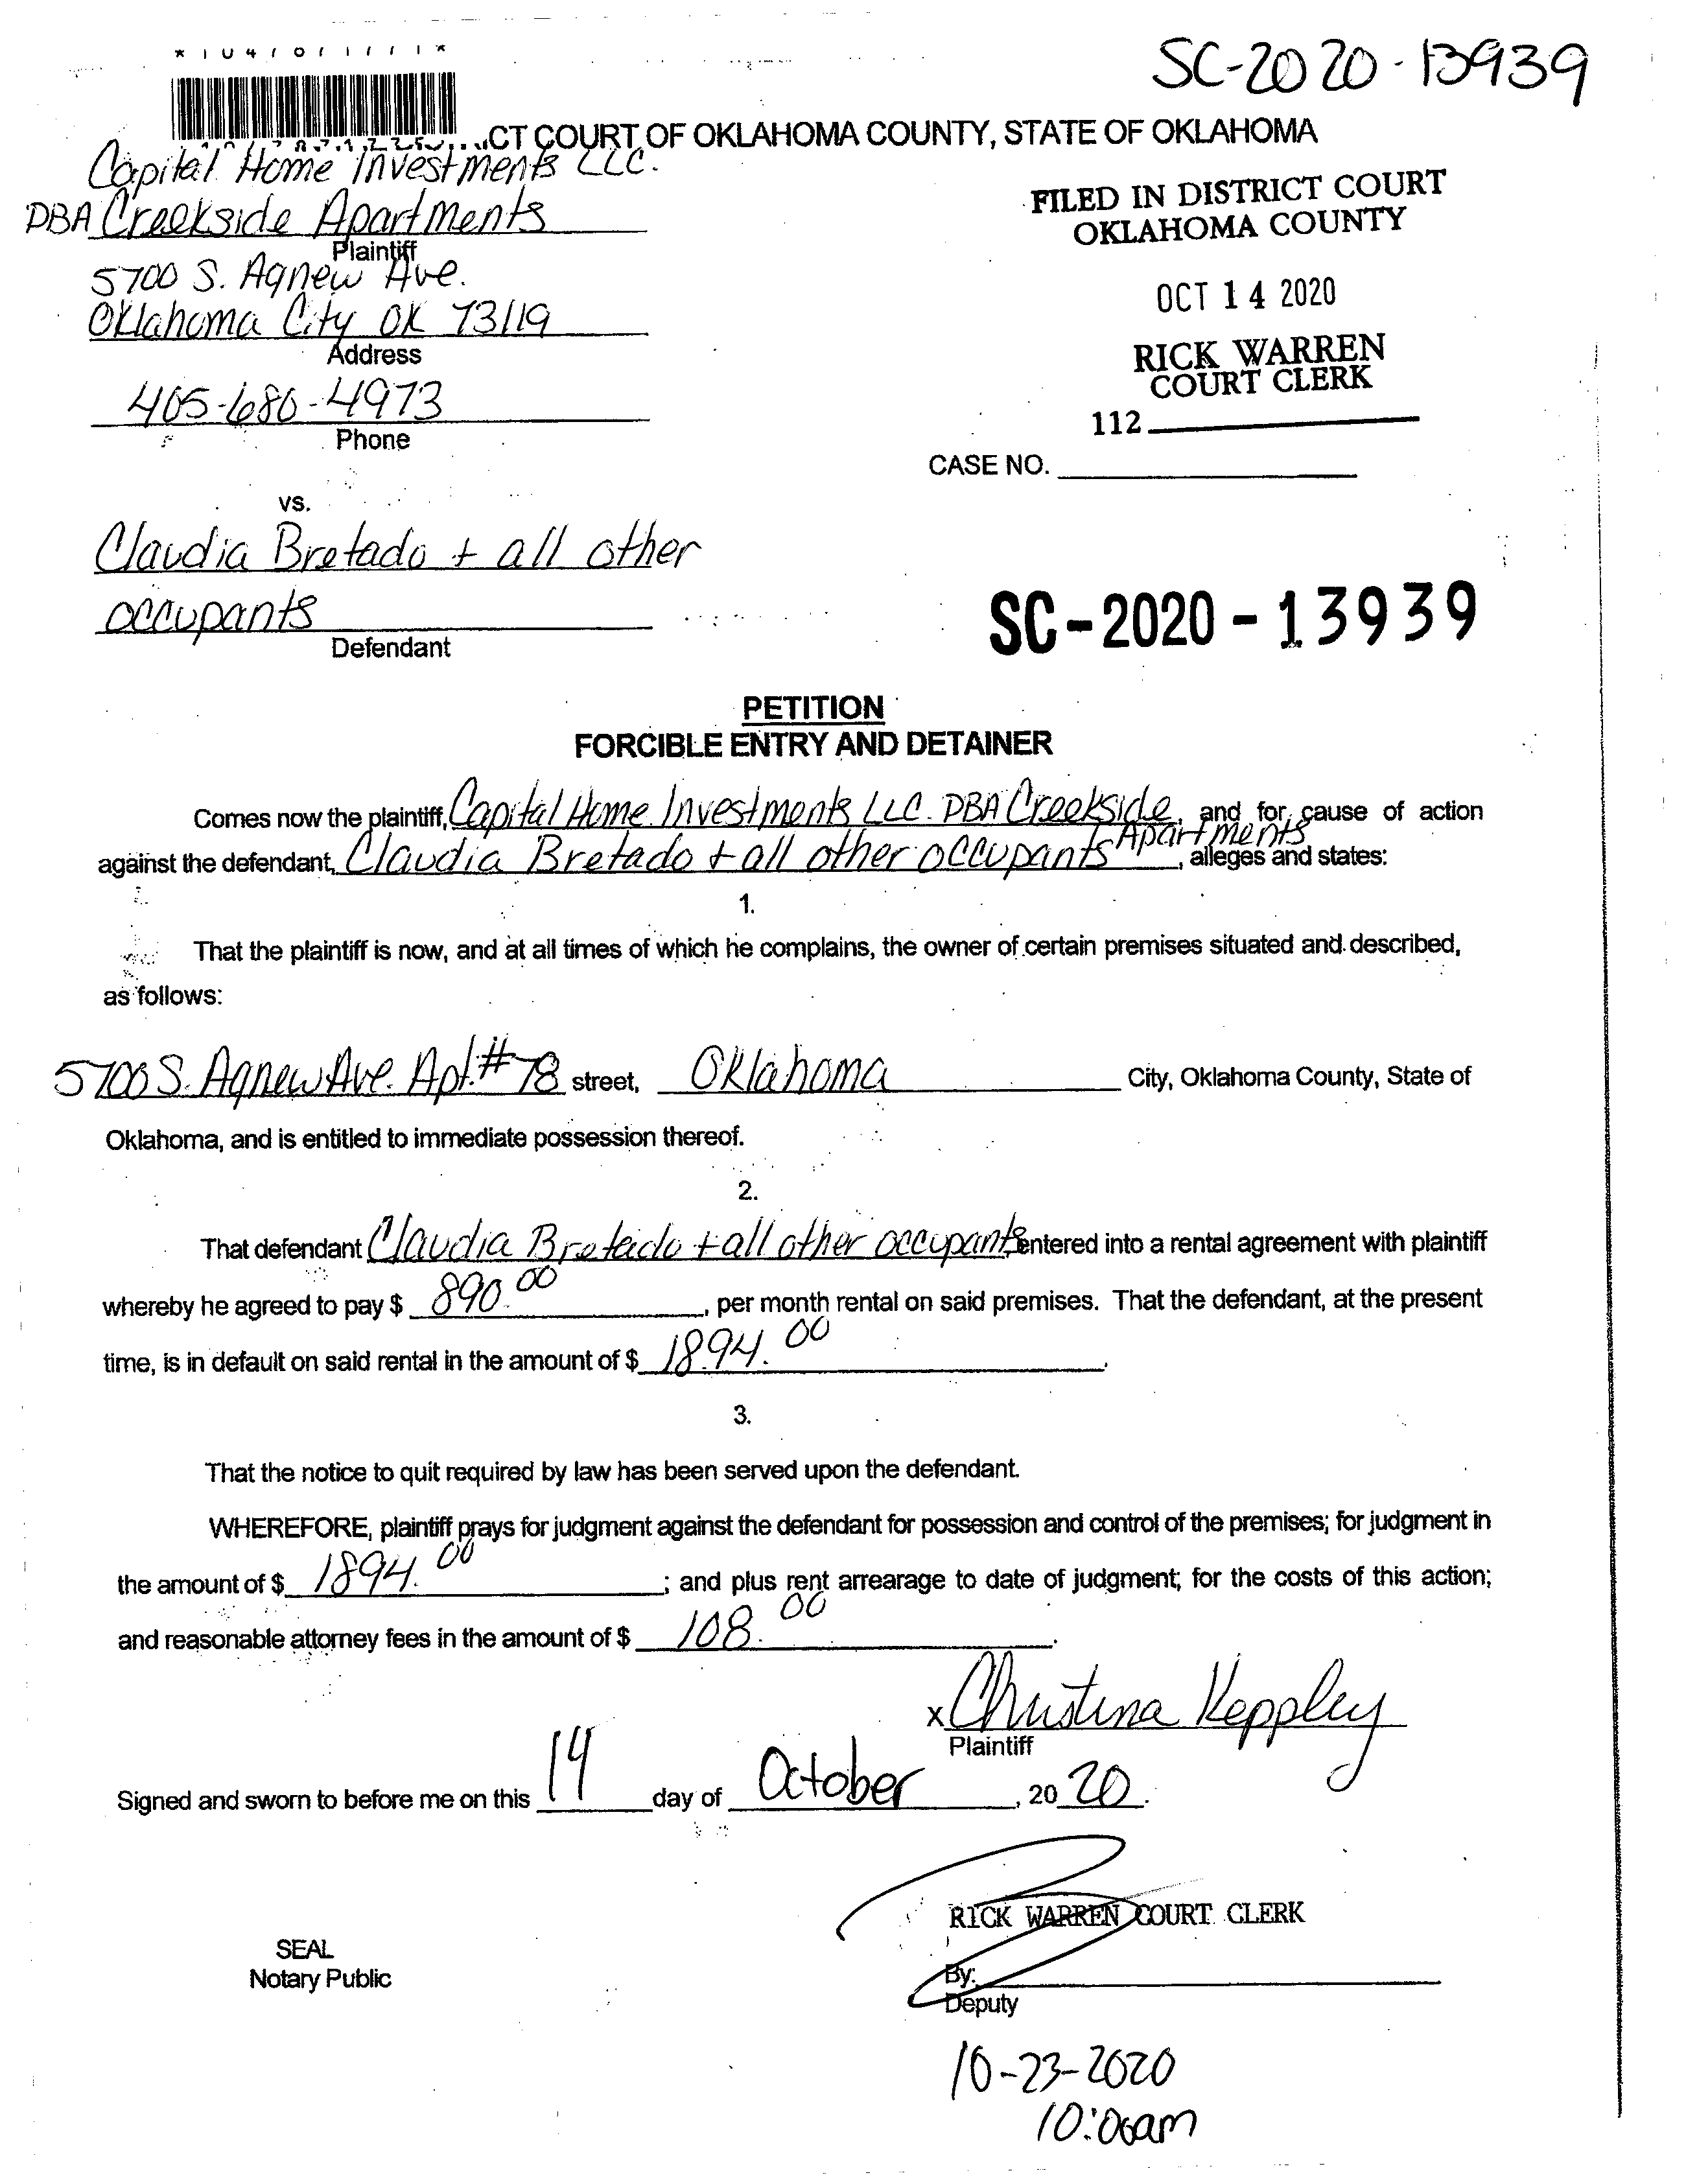 SC-2020-13939
CT COURT OF OKLAHOMA COUNTY, STATE OF OKLAHOMA
Capital Home Investments LLC.
DBA Creekside Apartments
Plaintiff
5700 S. Agnew Ave.
Oklahoma City OK 73119
Address
405-680-4973
Phone
FILED IN DISTRICT COURT
OKLAHOMA COUNTY
OCT 14 2020
RICK WARREN
COURT CLERK
112
CASE NO.
vs.
Claudia Bretado + all other
occupants
Defendant
SC-2020-13939
PETITION
FORCIBLE ENTRY AND DETAINER
Comes now the plaintiff, Capital Home Investments LLC. DBA Creekside, and for cause of action
Apartments
against the defendant, Claudia Bretado + all other occupants, alleges and states:
1.
That the plaintiff is now, and at all times of which he complains, the owner of certain premises situated and described,
as follows:
5700 S. Agnew Ave. Apt. # 78 street, Oklahoma City, Oklahoma County, State of
Oklahoma, and is entitled to immediate possession thereof.
2.
That defendant Claudia Bretado + all other occupants entered into a rental agreement with plaintiff
whereby he agreed to pay $ 890.00, per month rental on said premises. That the defendant, at the present
time, is in default on said rental in the amount of $ 1894.00.
3.
That the notice to quit required by law has been served upon the defendant.
WHEREFORE, plaintiff prays for judgment against the defendant for possession and control of the premises; for judgment in
the amount of $ 1894.00; and plus rent arrearage to date of judgment; for the costs of this action;
and reasonable attorney fees in the amount of $ 108.00.
x Christina Keppley
Plaintiff
Signed and sworn to before me on this 14 day of October, 2020.
RICK WARREN COURT CLERK
SEAL
Notary Public
By:
Deputy
10-23-2020
10:00am